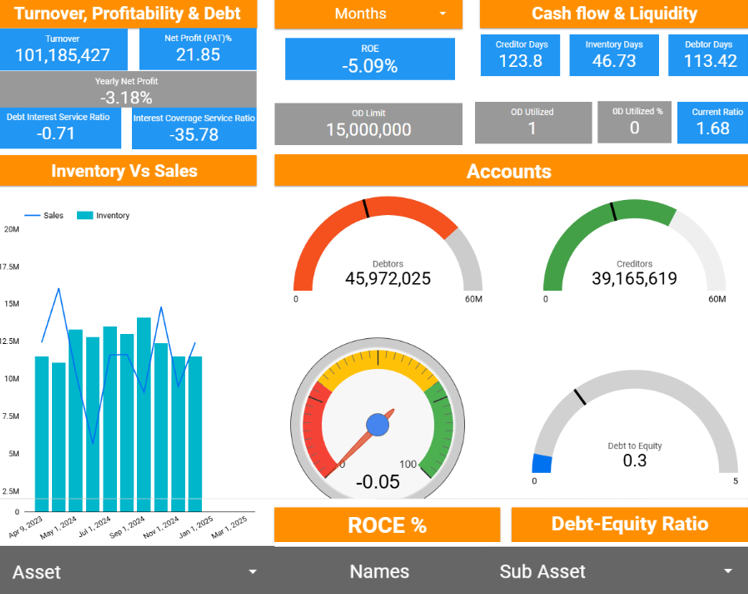 Turnover, Profitability & Debt
Months
Cash flow & Liquidity
Turnover
101,185,427
Net Profit (PAT)%
21.85
ROE
-5.09%
Creditor Days
123.8
Inventory Days
46.73
Debtor Days
113.42
Yearly Net Profit
-3.18%
Debt Interest Service Ratio
-0.71
Interest Coverage Service Ratio
-35.78
OD Limit
15,000,000
OD Utilized
1
OD Utilized %
0
Current Ratio
1.68
Inventory Vs Sales
Accounts
Sales
Inventory
20M
17.5M
15M
12.5M
10M
7.5M
5M
2.5M
0
Apr 9, 2023
May 1, 2024
Jul 1, 2024
Sep 1, 2024
Nov 1, 2024
Jan 1, 2025
Mar 1, 2025
Debtors
45,972,025
0
60M
Creditors
39,165,619
0
60M
0
100
-0.05
Debt to Equity
0.3
0
5
ROCE %
Debt-Equity Ratio
Asset
Names
Sub Asset